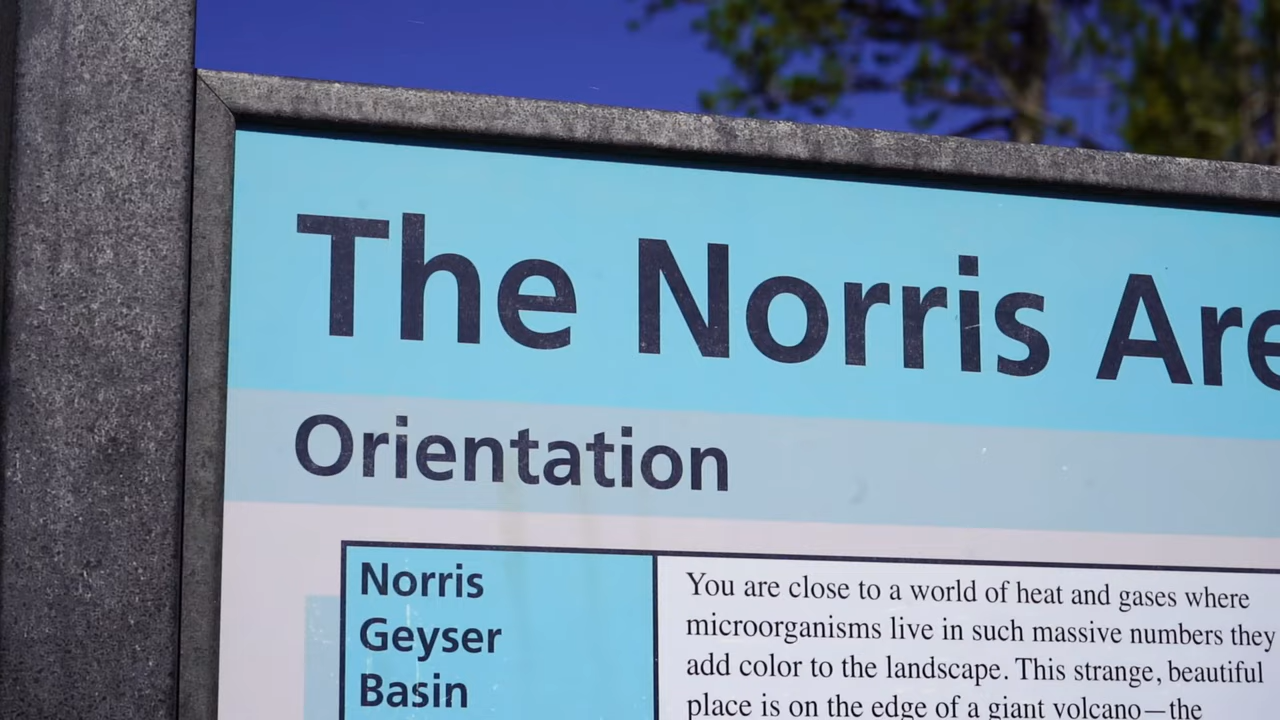 The Norris Are
Orientation
Norris
Geyser
Basin
You are close to a world of heat and gases where
microorganisms live in such massive numbers they
add color to the landscape. This strange, beautiful
place is on the edge of a giant volcano—the